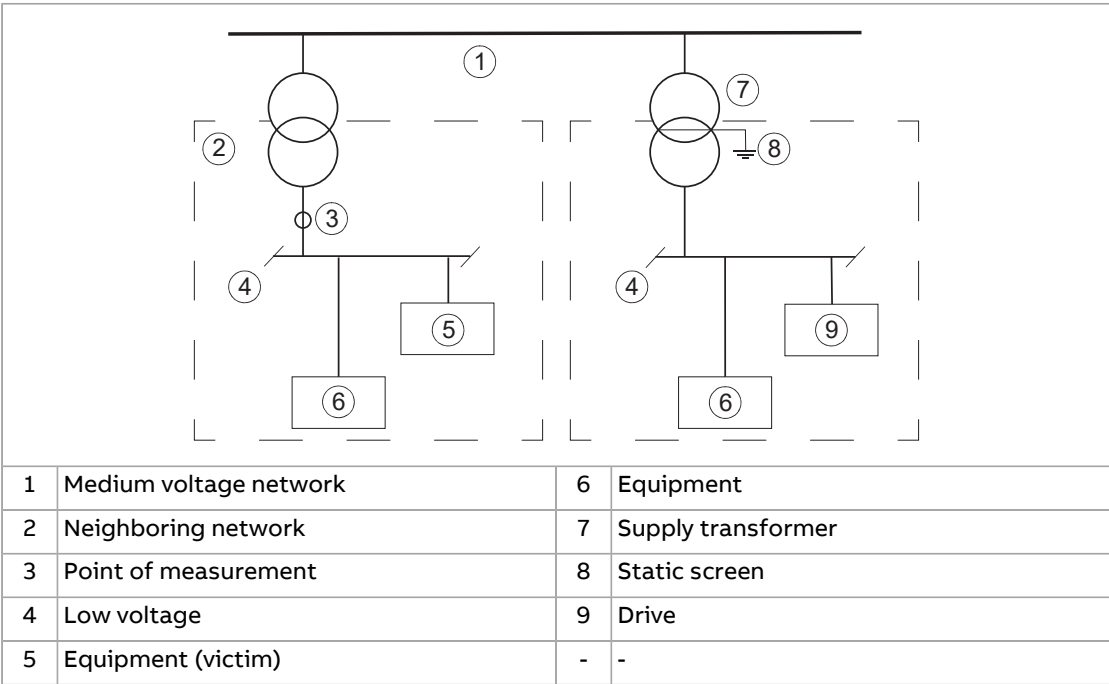 1
7
2
8
3
4
4
5
9
6
6
1 Medium voltage network 6 Equipment
2 Neighboring network 7 Supply transformer
3 Point of measurement 8 Static screen
4 Low voltage 9 Drive
5 Equipment (victim) - -